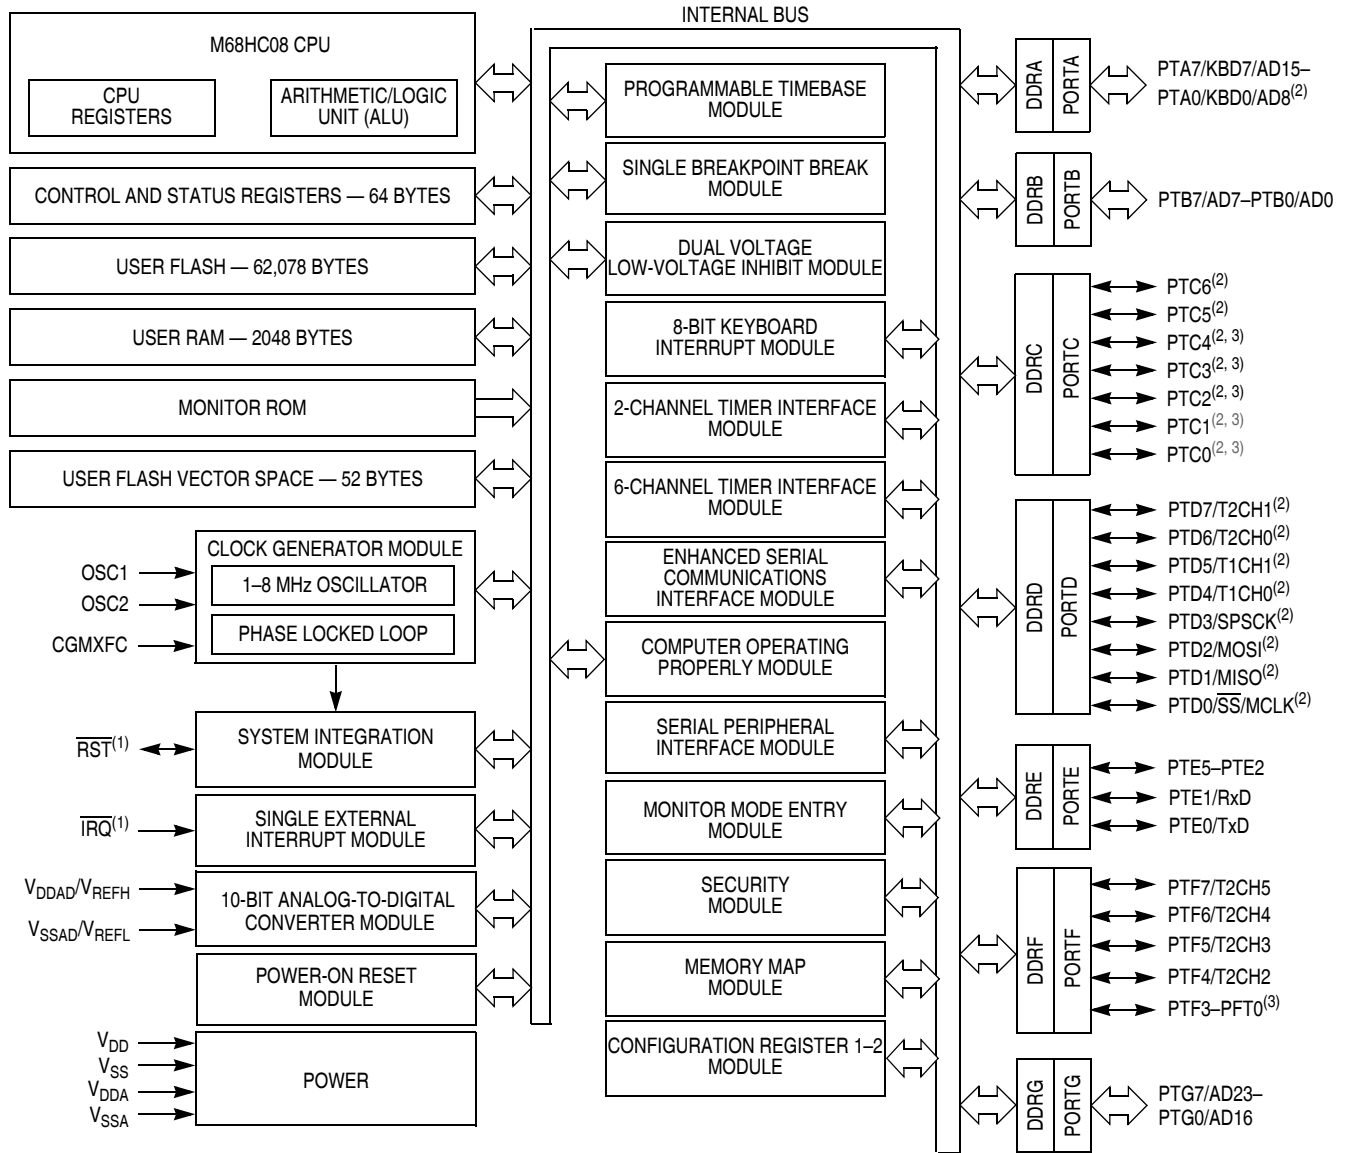 INTERNAL BUS
M68HC08 CPU
CPU
REGISTERS
ARITHMETIC/LOGIC
UNIT (ALU)
CONTROL AND STATUS REGISTERS — 64 BYTES
USER FLASH — 62,078 BYTES
USER RAM — 2048 BYTES
MONITOR ROM
USER FLASH VECTOR SPACE — 52 BYTES
CLOCK GENERATOR MODULE
1–8 MHz OSCILLATOR
PHASE LOCKED LOOP
OSC1
OSC2
CGMXFC
SYSTEM INTEGRATION
MODULE
RST(1)
SINGLE EXTERNAL
INTERRUPT MODULE
IRQ(1)
10-BIT ANALOG-TO-DIGITAL
CONVERTER MODULE
VDDAD/VREFH
VSSAD/VREFL
POWER-ON RESET
MODULE
POWER
VDD
VSS
VDDA
VSSA
PROGRAMMABLE TIMEBASE
MODULE
SINGLE BREAKPOINT BREAK
MODULE
DUAL VOLTAGE
LOW-VOLTAGE INHIBIT MODULE
8-BIT KEYBOARD
INTERRUPT MODULE
2-CHANNEL TIMER INTERFACE
MODULE
6-CHANNEL TIMER INTERFACE
MODULE
ENHANCED SERIAL
COMMUNICATIONS
INTERFACE MODULE
COMPUTER OPERATING
PROPERLY MODULE
SERIAL PERIPHERAL
INTERFACE MODULE
MONITOR MODE ENTRY
MODULE
SECURITY
MODULE
MEMORY MAP
MODULE
CONFIGURATION REGISTER 1–2
MODULE
DDRA
PORTA
PTA7/KBD7/AD15–
PTA0/KBD0/AD8(2)
DDRB
PORTB
PTB7/AD7–PTB0/AD0
DDRC
PORTC
PTC6(2)
PTC5(2)
PTC4(2, 3)
PTC3(2, 3)
PTC2(2, 3)
PTC1(2, 3)
PTC0(2, 3)
DDRD
PORTD
PTD7/T2CH1(2)
PTD6/T2CH0(2)
PTD5/T1CH1(2)
PTD4/T1CH0(2)
PTD3/SPSCK(2)
PTD2/MOSI(2)
PTD1/MISO(2)
PTD0/SS/MCLK(2)
DDRE
PORTE
PTE5–PTE2
PTE1/RxD
PTE0/TxD
DDRF
PORTF
PTF7/T2CH5
PTF6/T2CH4
PTF5/T2CH3
PTF4/T2CH2
PTF3–PFT0(3)
DDRG
PORTG
PTG7/AD23–
PTG0/AD16